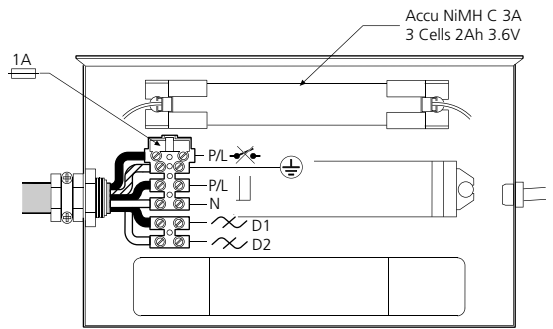 Accu NiMH C 3A
3 Cells 2Ah 3.6V
1A
P/L
P/L
N
D1
D2